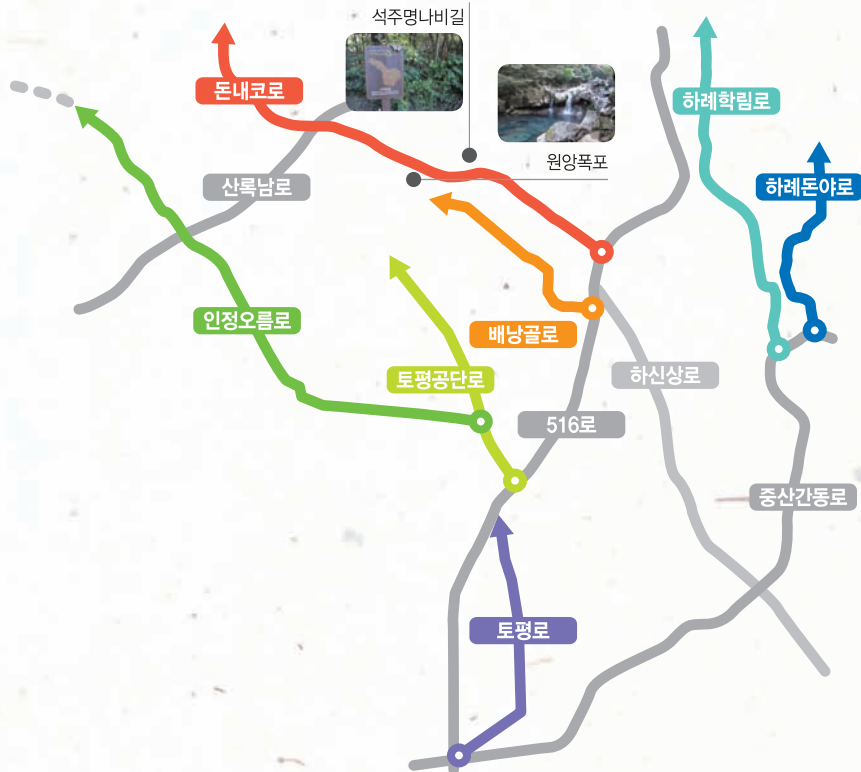 석주명나비길
돈내코로
하례학림로
원앙폭포
산록남로
하례돈야로
인정오름로
배낭골로
토평공단로
하신상로
516로
중산간동로
토평로